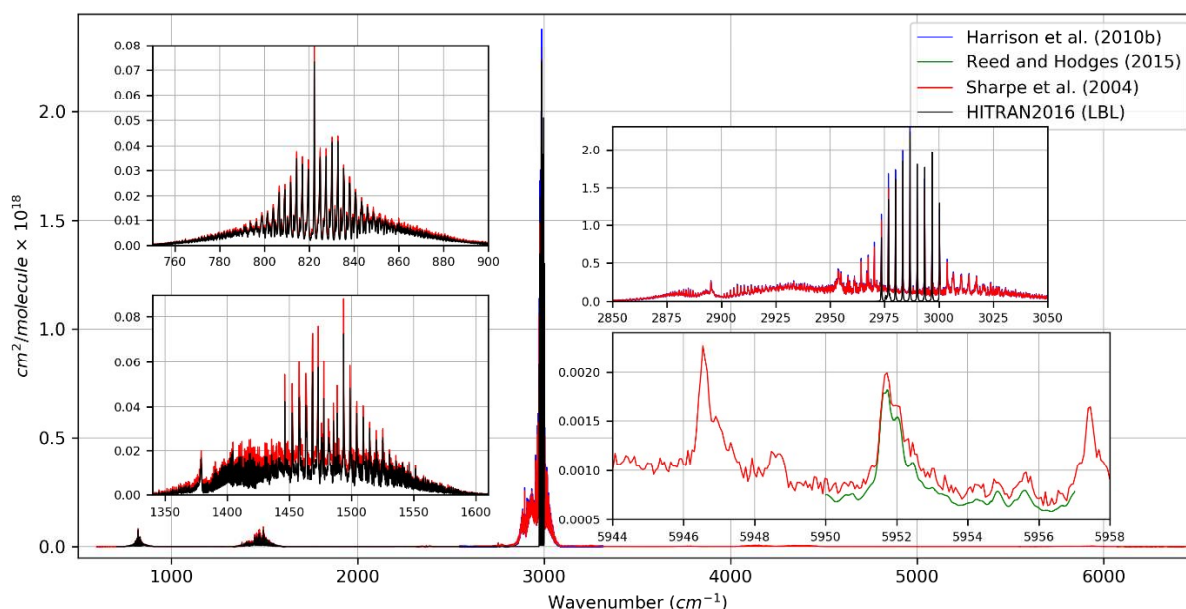 Harrison et al. (2010b)
Reed and Hodges (2015)
Sharpe et al. (2004)
HITRAN2016 (LBL)
cm²/molecule × 10¹⁸
2.0
1.5
1.0
0.5
0.0
1000 2000 3000 4000 5000 6000
Wavenumber (cm⁻¹)
0.08
0.07
0.06
0.05
0.04
0.03
0.02
0.01
0.00
760 780 800 820 840 860 880 900
0.08
0.06
0.04
0.02
0.00
1350 1400 1450 1500 1550 1600
2.0
1.5
1.0
0.5
0.0
2850 2875 2900 2925 2950 2975 3000 3025 3050
0.0020
0.0015
0.0010
0.0005
5944 5946 5948 5950 5952 5954 5956 5958